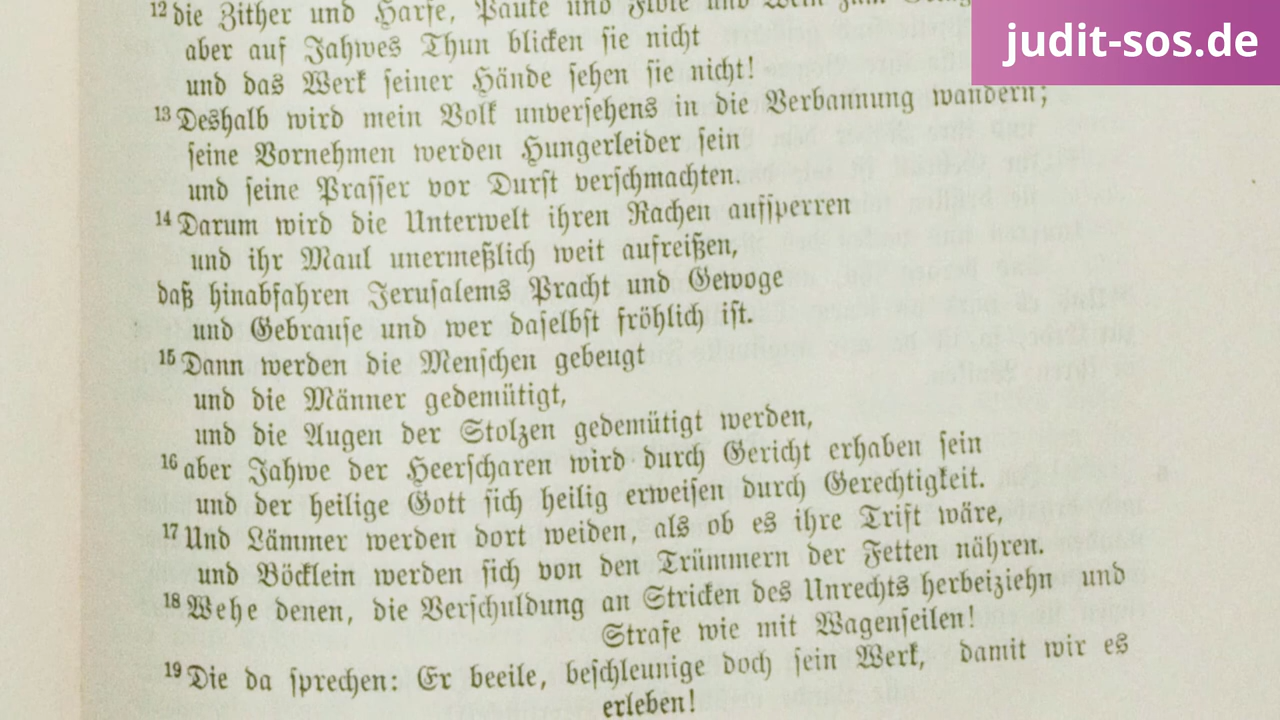 judit-sos.de
12 die Zither und Harfe, Pauke und Flöte und Wein zum
aber auf Jahwes Thun blicken sie nicht
und das Werk seiner Hände sehen sie nicht!
13 Deshalb wird mein Volk unversehens in die Verbannung wandern;
seine Vornehmen werden Hungerleider sein
und seine Prasser vor Durst verschmachten.
14 Darum wird die Unterwelt ihren Rachen aufsperren
und ihr Maul unermeßlich weit aufreißen,
daß hinabfahren Jerusalems Pracht und Gewoge
und Gebrause und wer daselbst fröhlich ist.
15 Dann werden die Menschen gebeugt
und die Männer gedemütigt,
und die Augen der Stolzen gedemütigt werden,
16 aber Jahwe der Heerscharen wird durch Gericht erhaben sein
und der heilige Gott sich heilig erweisen durch Gerechtigkeit.
17 Und Lämmer werden dort weiden, als ob es ihre Trift wäre,
und Böcklein werden sich von den Trümmern der Fetten nähren.
18 Wehe denen, die Verschuldung an Stricken des Unrechts herbeiziehn und
Strafe wie mit Wagenseilen!
19 Die da sprechen: Er beeile, beschleunige doch sein Werk, damit wir es
erleben!